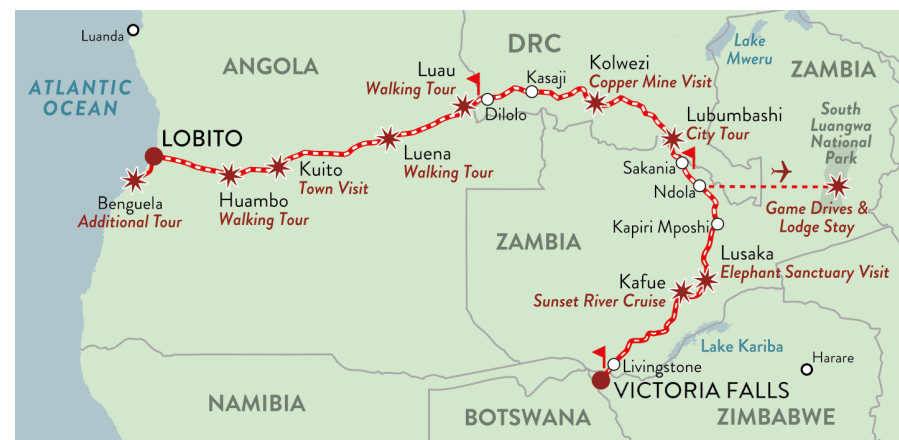 Luanda
ATLANTIC
OCEAN
ANGOLA
DRC
Lake
Mweru
ZAMBIA
Luau
Walking Tour
Dilolo
Kasaji
Kolwezi
Copper Mine Visit
South
Luangwa
National
Park
LOBITO
Lubumbashi
City Tour
Benguela
Additional Tour
Huambo
Walking Tour
Kuito
Town Visit
Luena
Walking Tour
Sakania
Ndola
Game Drives &
Lodge Stay
Kapiri Mposhi
ZAMBIA
Lusaka
Elephant Sanctuary Visit
Kafue
Sunset River Cruise
Lake Kariba
Harare
Livingstone
VICTORIA FALLS
NAMIBIA
BOTSWANA
ZIMBABWE